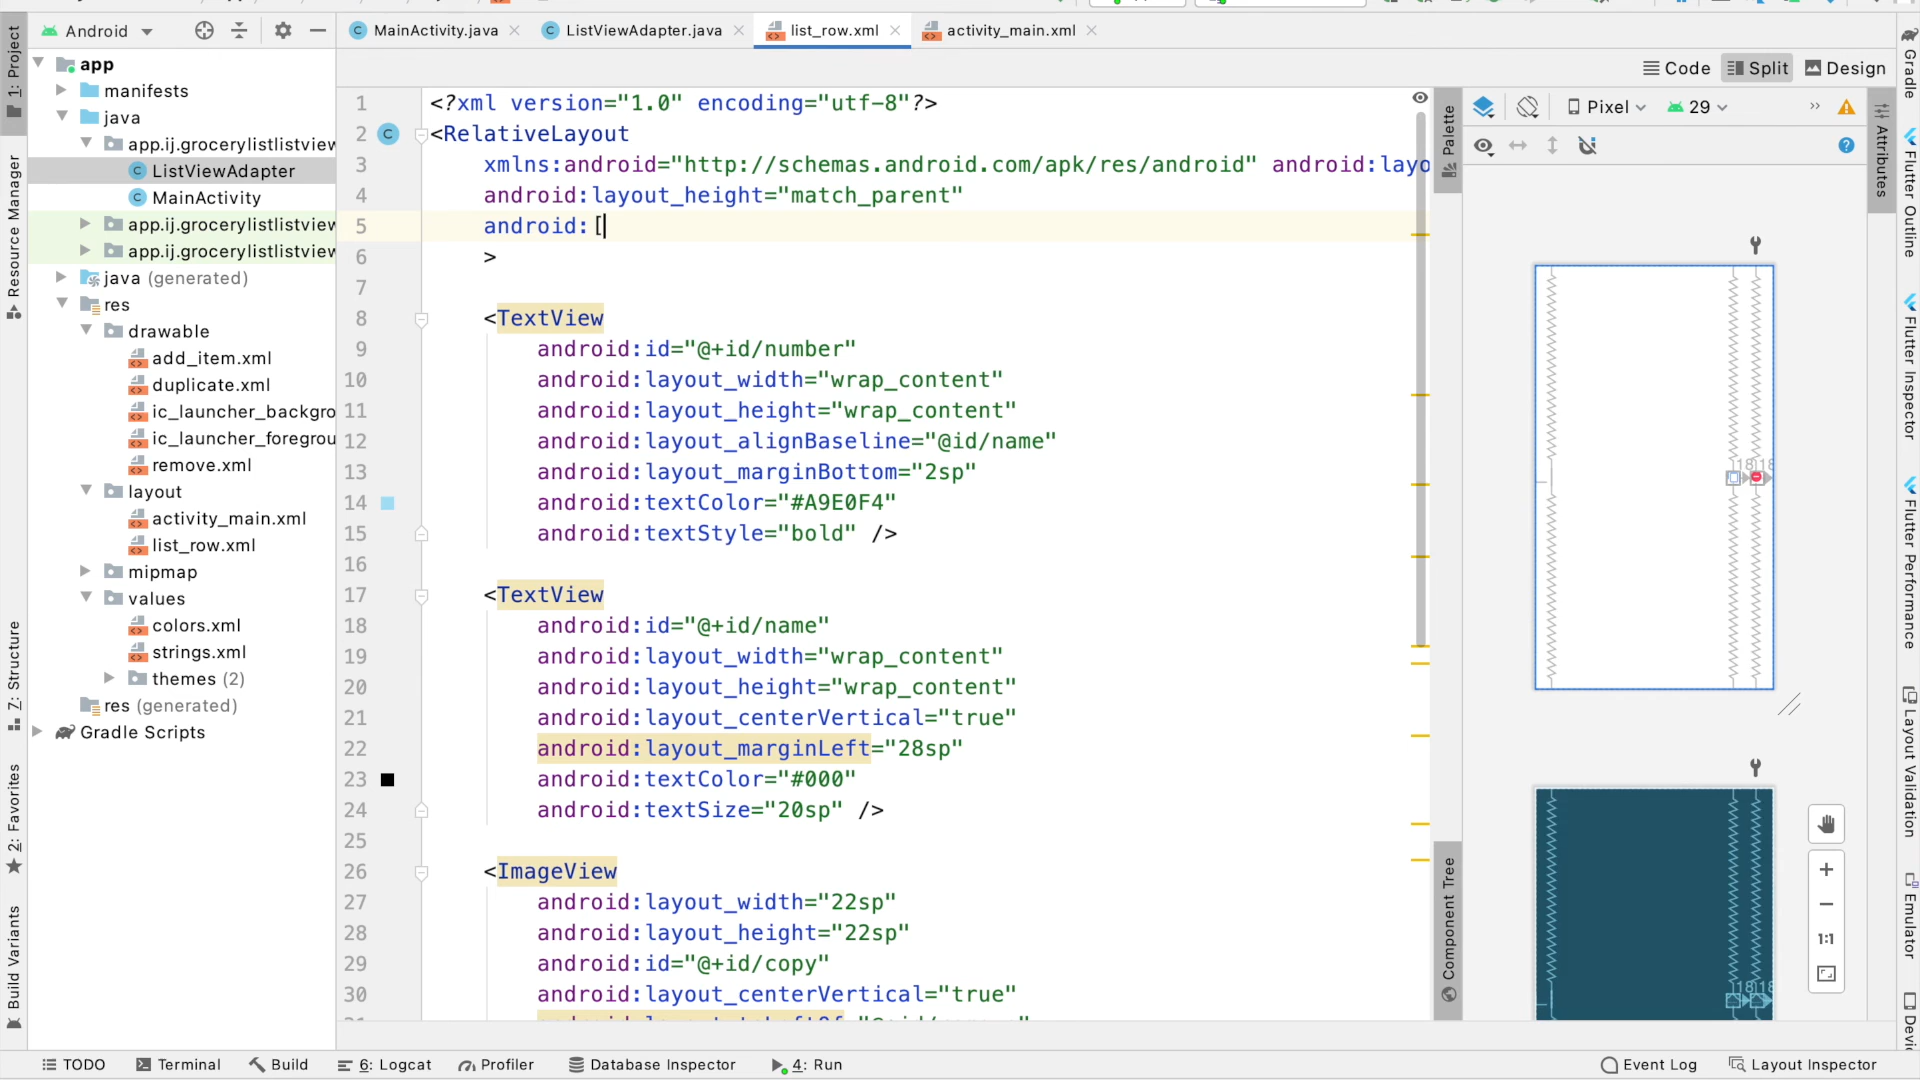 Android
MainActivity.java
ListViewAdapter.java
list_row.xml
activity_main.xml
Code
Split
Design
1: Project
Resource Manager
7: Structure
2: Favorites
Build Variants
app
manifests
java
app.ij.grocerylistlistview
ListViewAdapter
MainActivity
app.ij.grocerylistlistview
app.ij.grocerylistlistview
java (generated)
res
drawable
add_item.xml
duplicate.xml
ic_launcher_backgro
ic_launcher_foregrou
remove.xml
layout
activity_main.xml
list_row.xml
mipmap
values
colors.xml
strings.xml
themes (2)
res (generated)
Gradle Scripts
1 <?xml version="1.0" encoding="utf-8"?>
2 <RelativeLayout
3 xmlns:android="http://schemas.android.com/apk/res/android" android:layo
4 android:layout_height="match_parent"
5 android:[
6 >
7
8 <TextView
9 android:id="@+id/number"
10 android:layout_width="wrap_content"
11 android:layout_height="wrap_content"
12 android:layout_alignBaseline="@id/name"
13 android:layout_marginBottom="2sp"
14 android:textColor="#A9E0F4"
15 android:textStyle="bold" />
16
17 <TextView
18 android:id="@+id/name"
19 android:layout_width="wrap_content"
20 android:layout_height="wrap_content"
21 android:layout_centerVertical="true"
22 android:layout_marginLeft="28sp"
23 android:textColor="#000"
24 android:textSize="20sp" />
25
26 <ImageView
27 android:layout_width="22sp"
28 android:layout_height="22sp"
29 android:id="@+id/copy"
30 android:layout_centerVertical="true"
Palette
Component Tree
Pixel
29
18
18
18
18
1:1
Attributes
Gradle
Flutter Outline
Flutter Inspector
Flutter Performance
Layout Validation
Emulator
TODO
Terminal
Build
6: Logcat
Profiler
Database Inspector
4: Run
Event Log
Layout Inspector